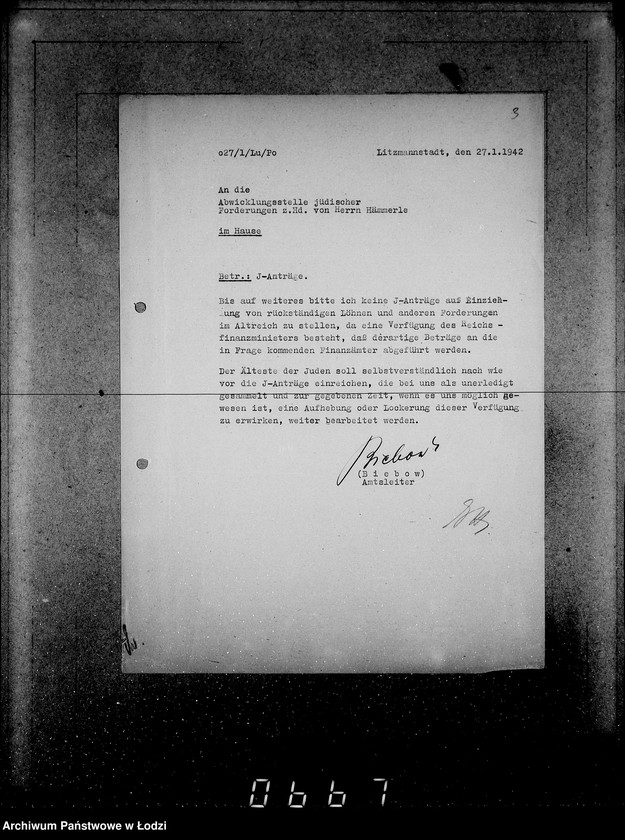 3
o27/1/Lu/Po Litzmannstadt, den 27.1.1942
An die
Abwicklungsstelle jüdischer
Forderungen z.Hd. von Herrn Hämmerle
im Hause
Betr.: J-Anträge.
Bis auf weiteres bitte ich keine J-Anträge auf Einzieh-
ung von rückständigen Löhnen und anderen Forderungen
im Altreich zu stellen, da eine Verfügung des Reichs -
finanzministers besteht, daß derartige Beträge an die
in Frage kommenden Finanzämter abgeführt werden.
Der Älteste der Juden soll selbstverständlich nach wie
vor die J-Anträge einreichen, die bei uns als unerledigt
gesammelt und zur gegebenen Zeit, wenn es uns möglich ge-
wesen ist, eine Aufhebung oder Lockerung dieser Verfügung
zu erwirken, weiter bearbeitet werden.
Biebow
(B i e b o w)
Amtsleiter
0667
Archiwum Państwowe w Łodzi